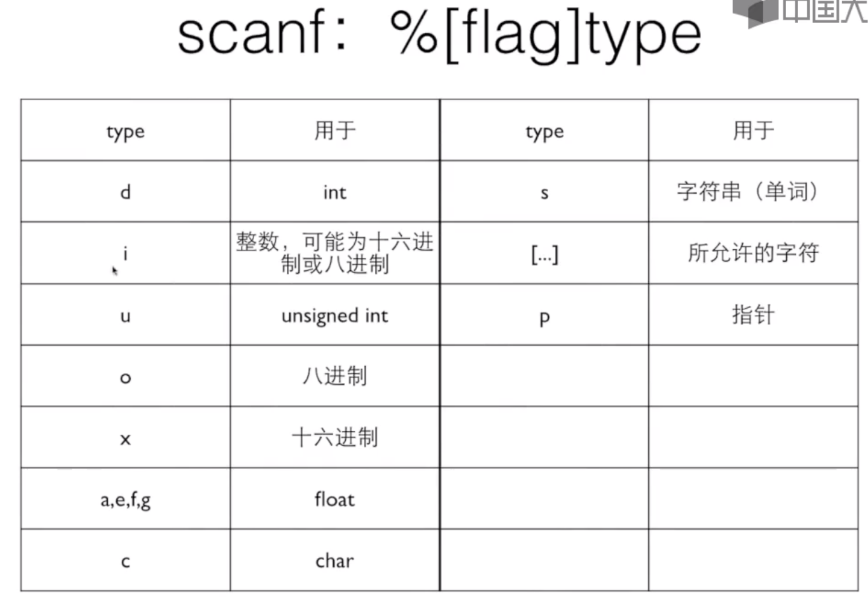 中国大
scanf：%[flag]type
type 用于 type 用于
d int s 字符串（单词）
i 整数，可能为十六进
制或八进制 [...] 所允许的字符
u unsigned int p 指针
o 八进制
x 十六进制
a,e,f,g float
c char